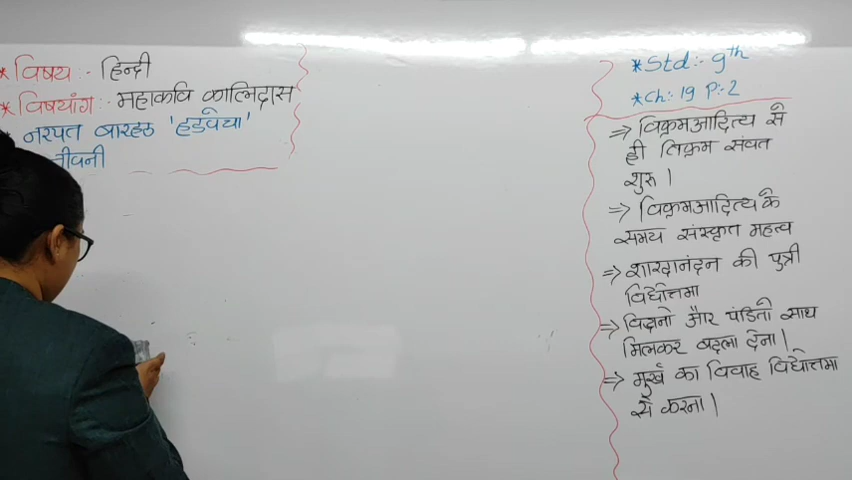 * विषय :- हिन्दी
* विषयांग :- महाकवि कालिदास
नरपत बारहठ 'हडवेचा'
जीवनी
* Std :- 9th
* Ch :- 19 P :- 2
⇒ विक्रमआदित्य से
ही विक्रम संवत
शुरु।
⇒ विक्रमआदित्य के
समय संस्कृत महत्व
⇒ शारदानंदन की पुत्री
विद्योत्तमा
⇒ विद्वानो और पंडितो साथ
मिलकर बदला देना।
⇒ मुर्ख का विवाह विद्योत्तमा
से करना।